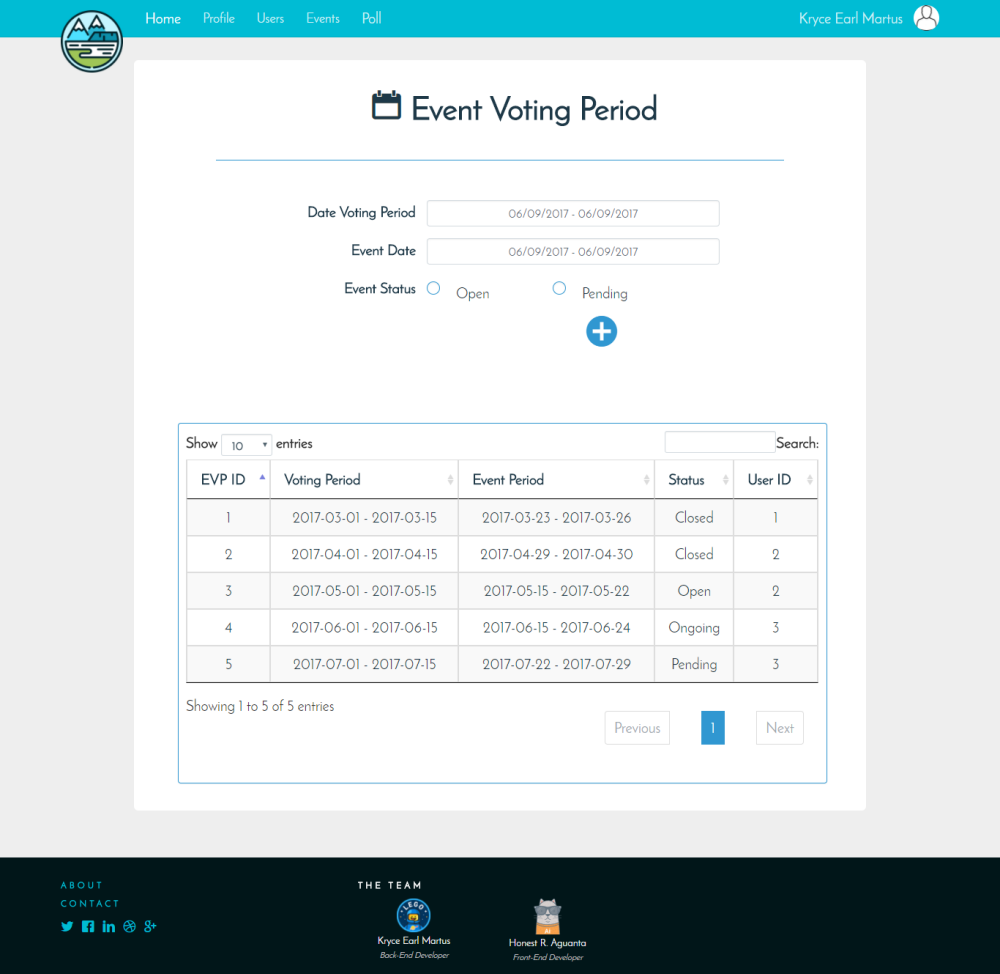 Home Profile Users Events Poll Kryce Earl Martus
Event Voting Period
Date Voting Period 06/09/2017 - 06/09/2017
Event Date 06/09/2017 - 06/09/2017
Event Status Open Pending
Show 10 entries Search:
EVP ID Voting Period Event Period Status User ID
1 2017-03-01 - 2017-03-15 2017-03-23 - 2017-03-26 Closed 1
2 2017-04-01 - 2017-04-15 2017-04-29 - 2017-04-30 Closed 2
3 2017-05-01 - 2017-05-15 2017-05-15 - 2017-05-22 Open 2
4 2017-06-01 - 2017-06-15 2017-06-15 - 2017-06-24 Ongoing 3
5 2017-07-01 - 2017-07-15 2017-07-22 - 2017-07-29 Pending 3
Showing 1 to 5 of 5 entries
Previous 1 Next
ABOUT THE TEAM
CONTACT
LEGO
AI
Kryce Earl Martus Honest R. Aguanta
Back-End Developer Front-End Developer